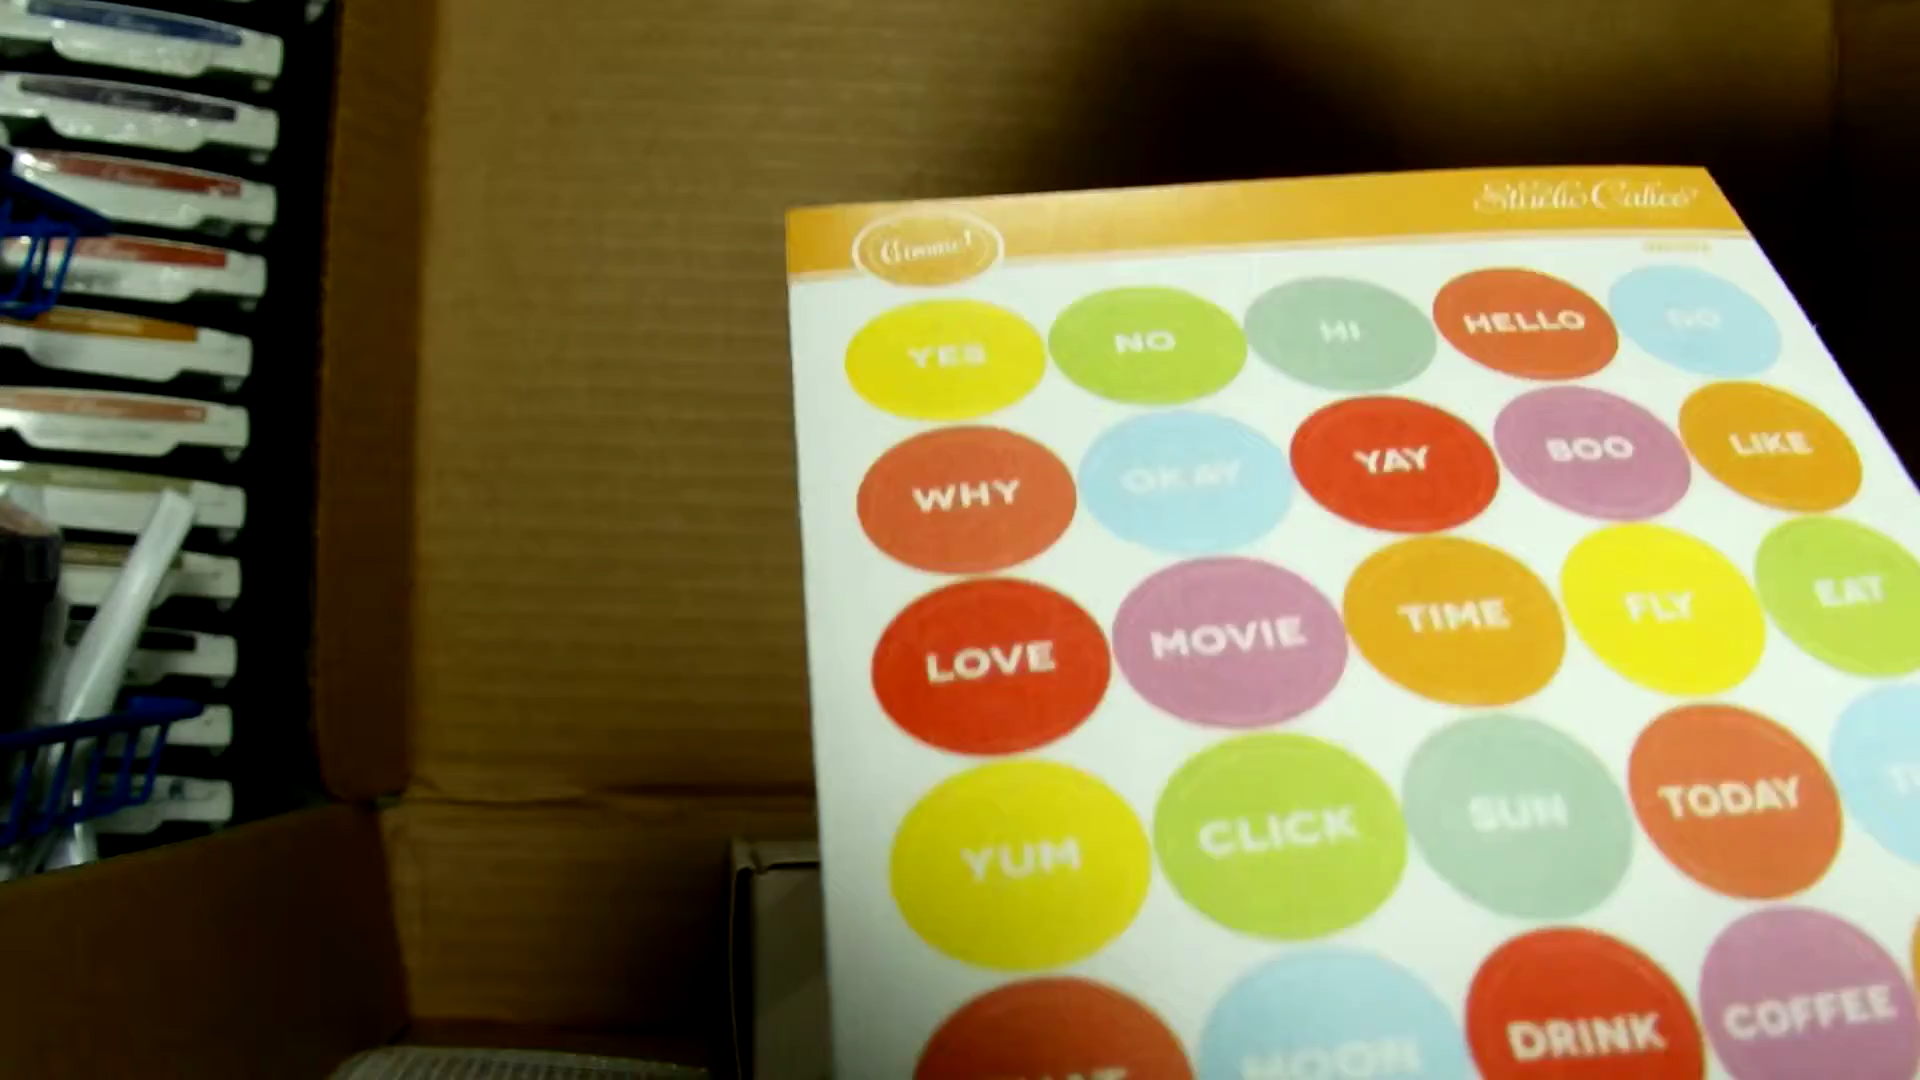 Studio Calico
YES NO HI HELLO GO
WHY OKAY YAY BOO LIKE
LOVE MOVIE TIME FLY EAT
YUM CLICK SUN TODAY
MOON DRINK COFFEE